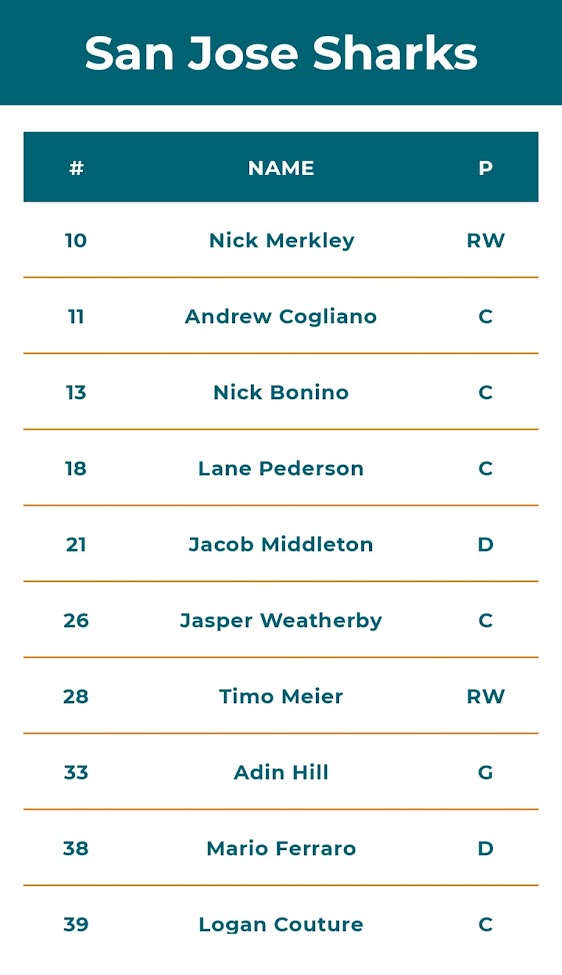 San Jose Sharks
# NAME P
10 Nick Merkley RW
11 Andrew Cogliano C
13 Nick Bonino C
18 Lane Pederson C
21 Jacob Middleton D
26 Jasper Weatherby C
28 Timo Meier RW
33 Adin Hill G
38 Mario Ferraro D
39 Logan Couture C